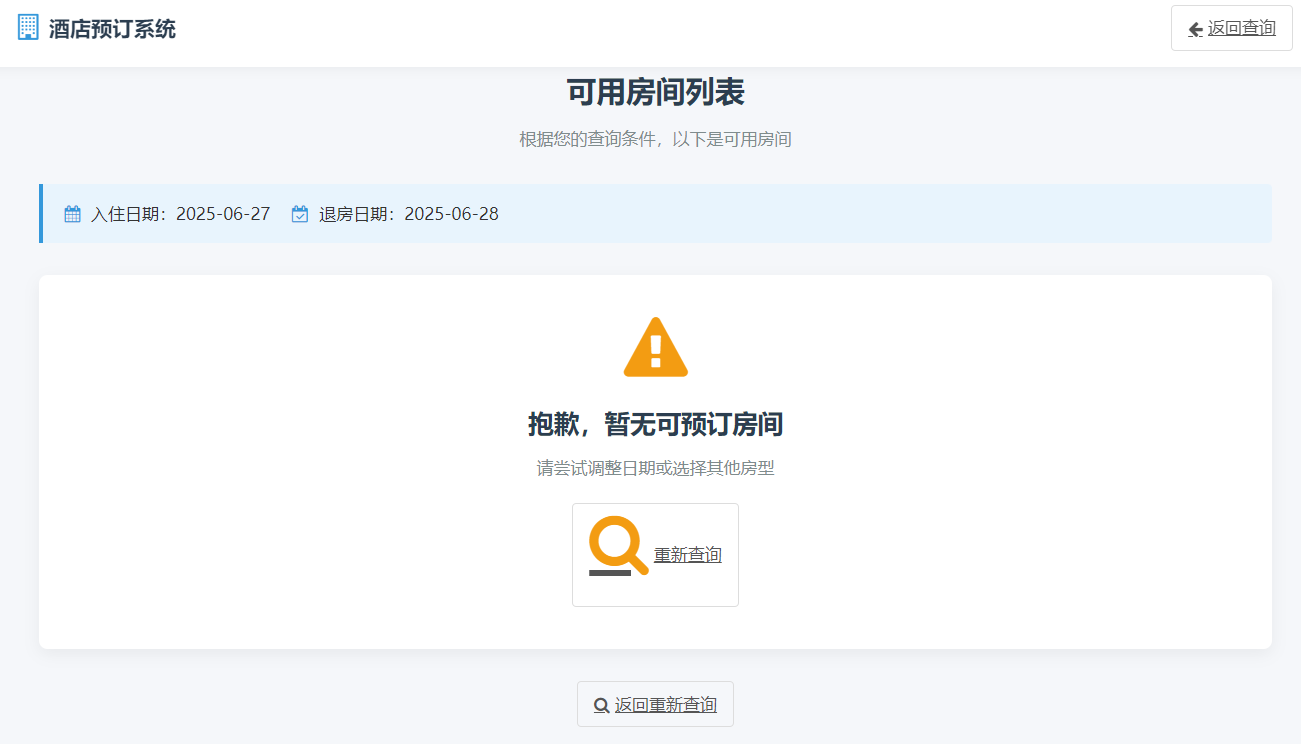 酒店预订系统
返回查询
可用房间列表
根据您的查询条件，以下是可用房间
入住日期：2025-06-27 退房日期：2025-06-28
抱歉，暂无可预订房间
请尝试调整日期或选择其他房型
重新查询
返回重新查询